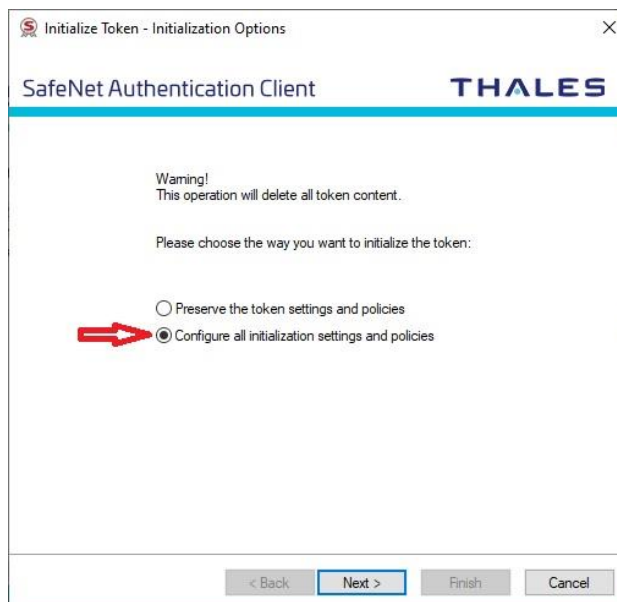 Initialize Token - Initialization Options
SafeNet Authentication Client
THALES
Warning!
This operation will delete all token content.
Please choose the way you want to initialize the token:
Preserve the token settings and policies
Configure all initialization settings and policies
< Back
Next >
Finish
Cancel